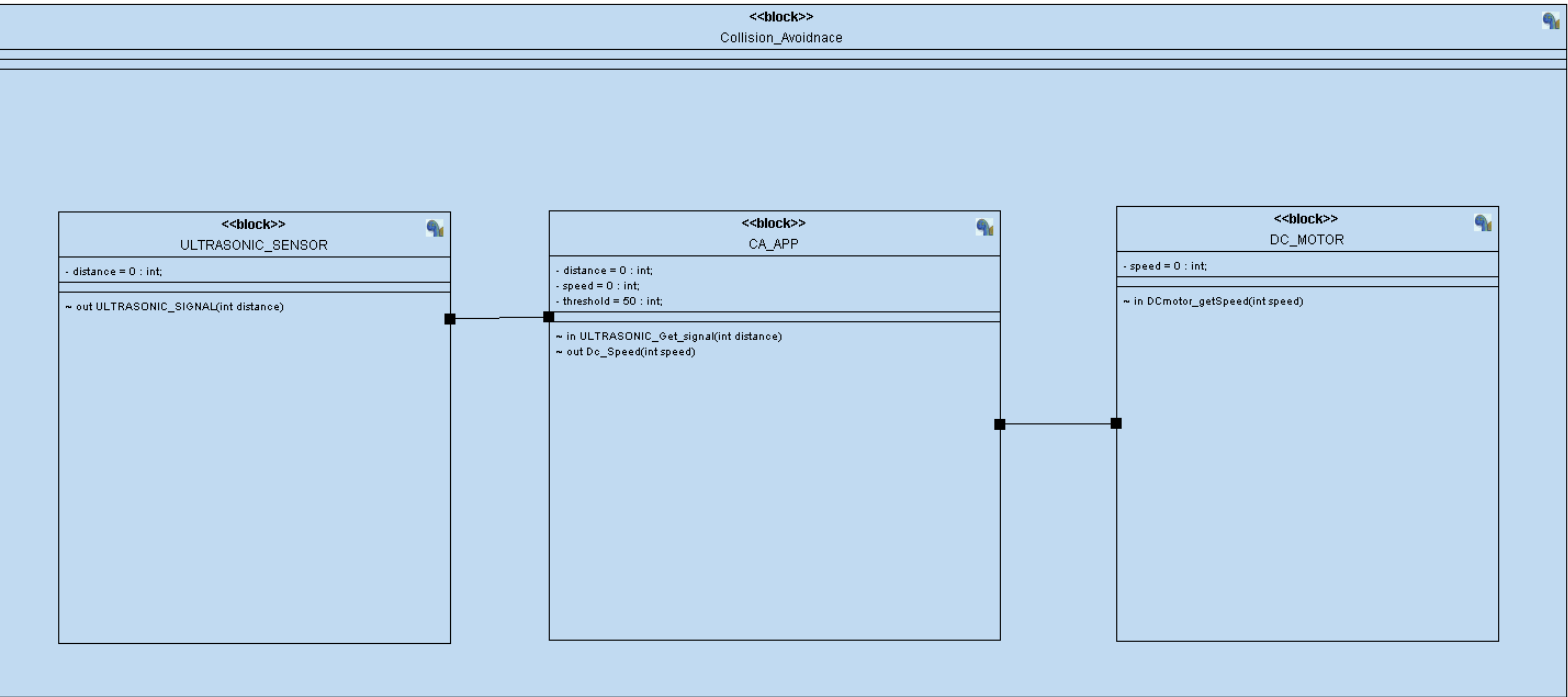 <<block>>
Collision_Avoidnace
<<block>>
ULTRASONIC_SENSOR
- distance = 0 : int;
~ out ULTRASONIC_SIGNAL(int distance)
<<block>>
CA_APP
- distance = 0 : int;
- speed = 0 : int;
- threshold = 50 : int;
~ in ULTRASONIC_Get_signal(int distance)
~ out Dc_Speed(int speed)
<<block>>
DC_MOTOR
- speed = 0 : int;
~ in DCmotor_getSpeed(int speed)